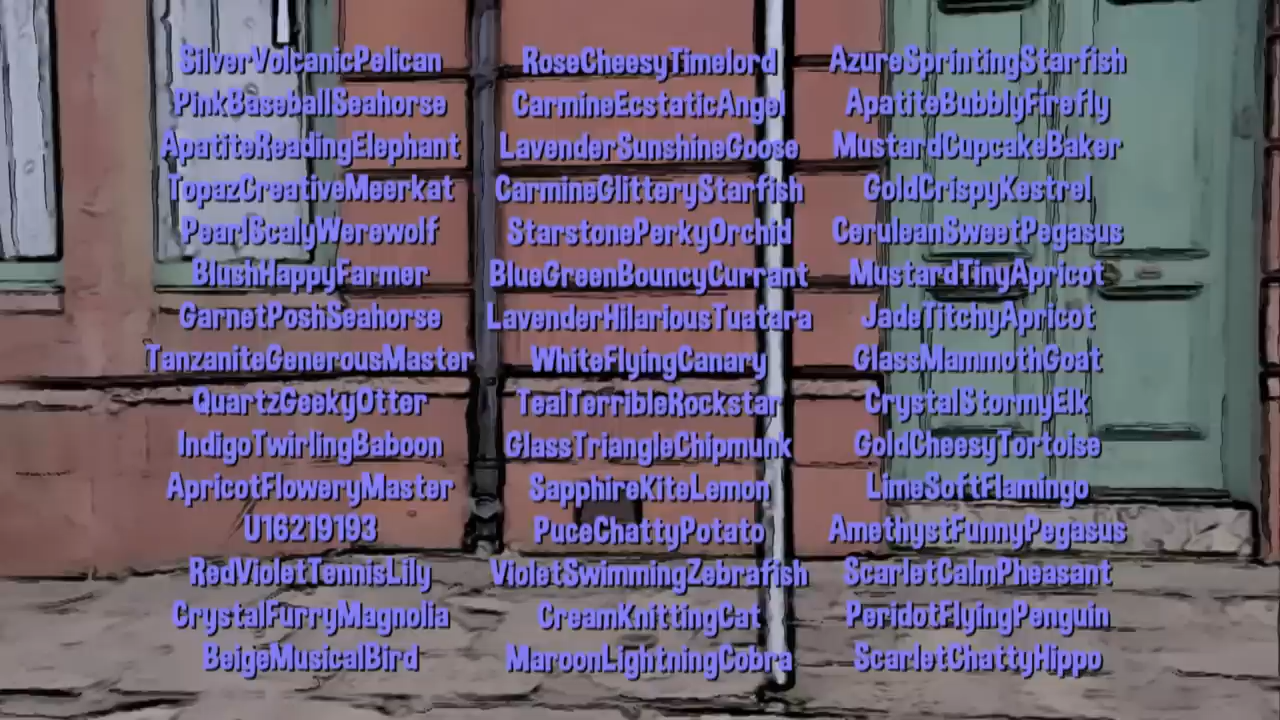 SilverVolcanicPelican RoseCheesyTimelord AzureSprintingStarfish
PinkBaseballSeahorse CarmineEcstaticAngel ApatiteBubblyFirefly
ApatiteReadingElephant LavenderSunshineGoose MustardCupcakeBaker
TopazCreativeMeerkat CarmineGlitteryStarfish GoldCrispyKestrel
PearlScalyWerewolf StarstonePerkyOrchid CeruleanSweetPegasus
BlushHappyFarmer BlueGreenBouncyCurrant MustardTinyApricot
GarnetPoshSeahorse LavenderHilariousTuatara JadeTitchyApricot
TanzaniteGenerousMaster WhiteFlyingCanary GlassMammothGoat
QuartzGeekyOtter TealTerribleRockstar CrystalStormyElk
IndigoTwirlingBaboon GlassTriangleChipmunk GoldCheesyTortoise
ApricotFloweryMaster SapphireKiteLemon LimeSoftFlamingo
U16219193 PuceChattyPotato AmethystFunnyPegasus
RedVioletTennisLily VioletSwimmingZebrafish ScarletCalmPheasant
CrystalFurryMagnolia CreamKnittingCat PeridotFlyingPenguin
BeigeMusicalBird MaroonLightningCobra ScarletChattyHippo